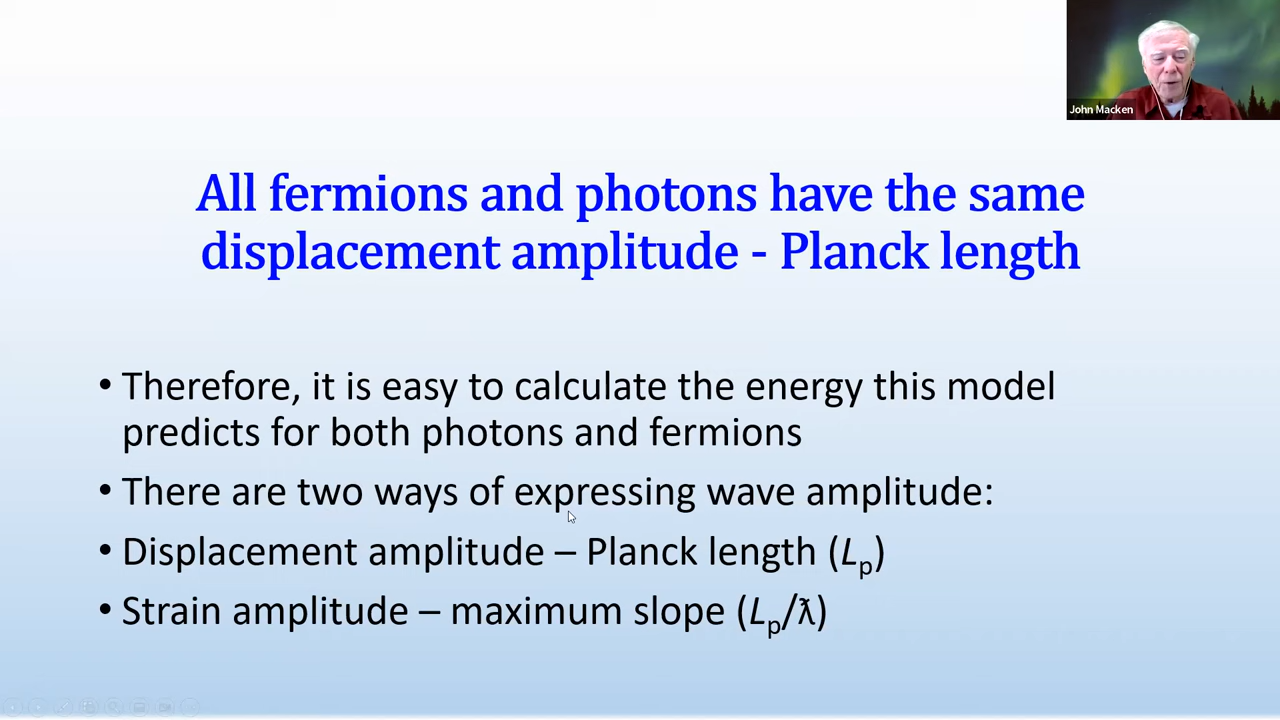 John Macken
All fermions and photons have the same
displacement amplitude - Planck length
• Therefore, it is easy to calculate the energy this model
predicts for both photons and fermions
• There are two ways of expressing wave amplitude:
• Displacement amplitude – Planck length (Lp)
• Strain amplitude – maximum slope (Lp/ƛ)